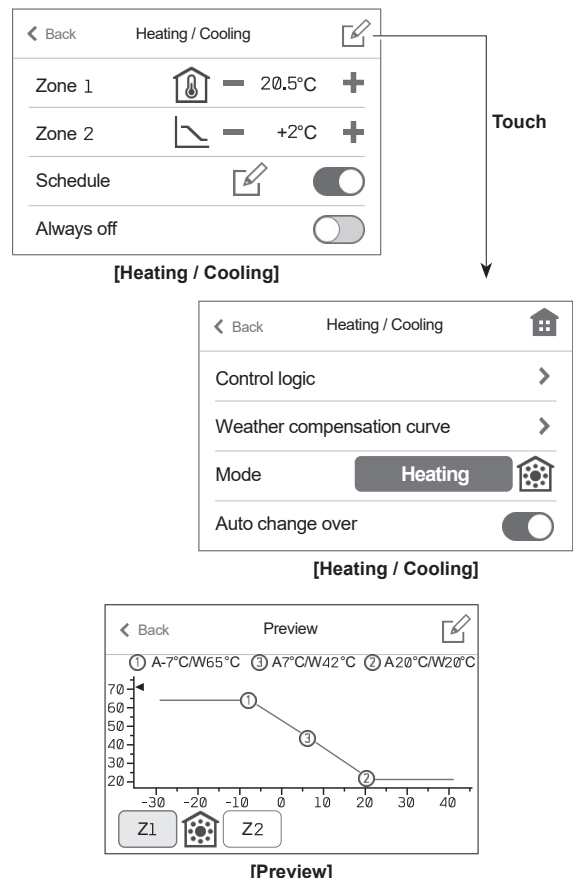 Back Heating / Cooling
Zone 1 20.5°C
Touch
Zone 2 +2°C
Schedule
Always off
[Heating / Cooling]
Back Heating / Cooling
Control logic
Weather compensation curve
Mode Heating
Auto change over
[Heating / Cooling]
Back Preview
① A-7°C/W65°C ③ A7°C/W42°C ② A20°C/W20°C
70
60
50
40
30
20
①
③
②
-30 -20 -10 0 10 20 30 40
Z1 Z2
[Preview]